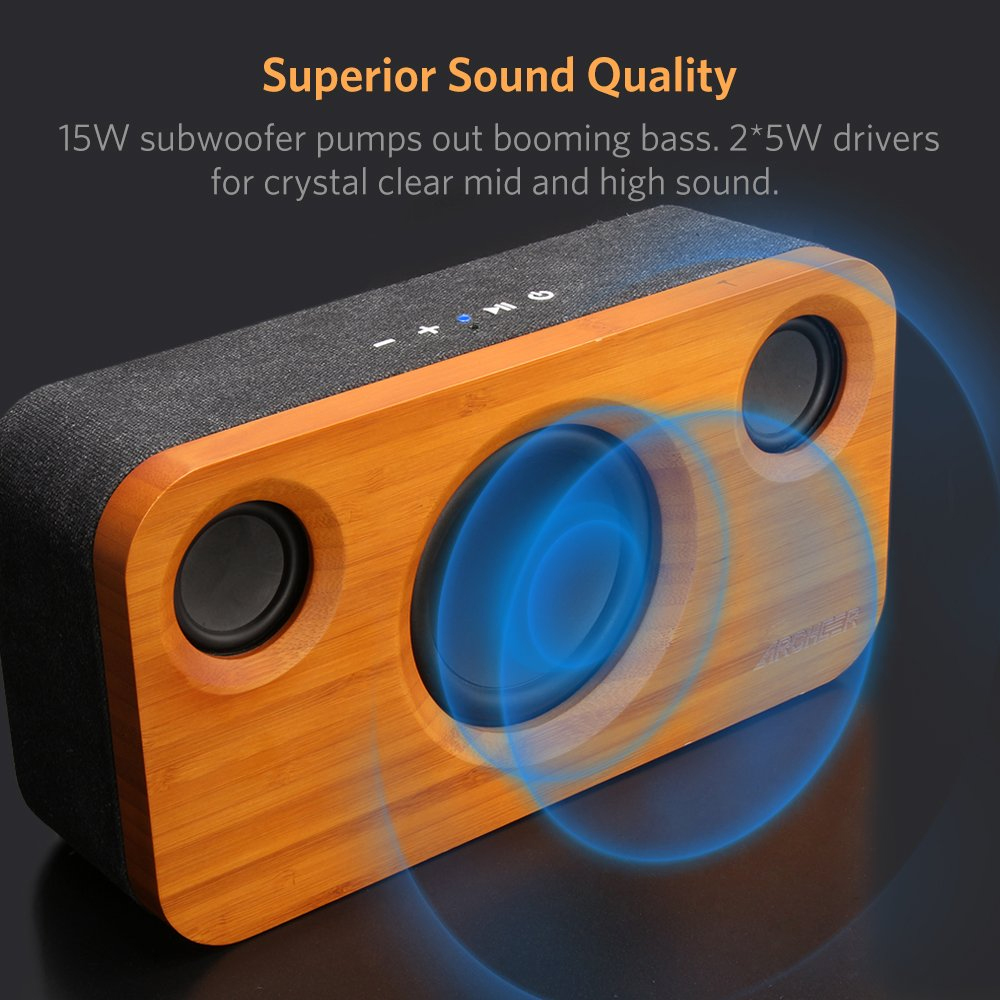 Superior Sound Quality
15W subwoofer pumps out booming bass. 2*5W drivers
for crystal clear mid and high sound.
ARCHEER